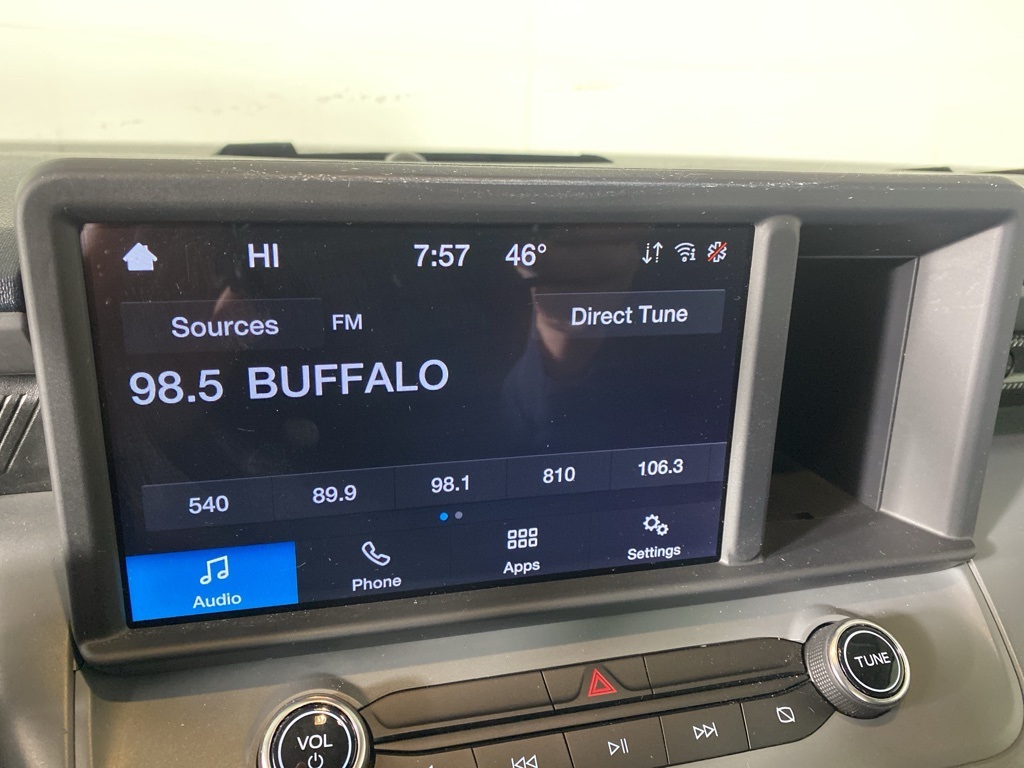 HI 7:57 46°
Sources FM Direct Tune
98.5 BUFFALO
540 89.9 98.1 810 106.3
Audio Phone Apps Settings
TUNE
VOL